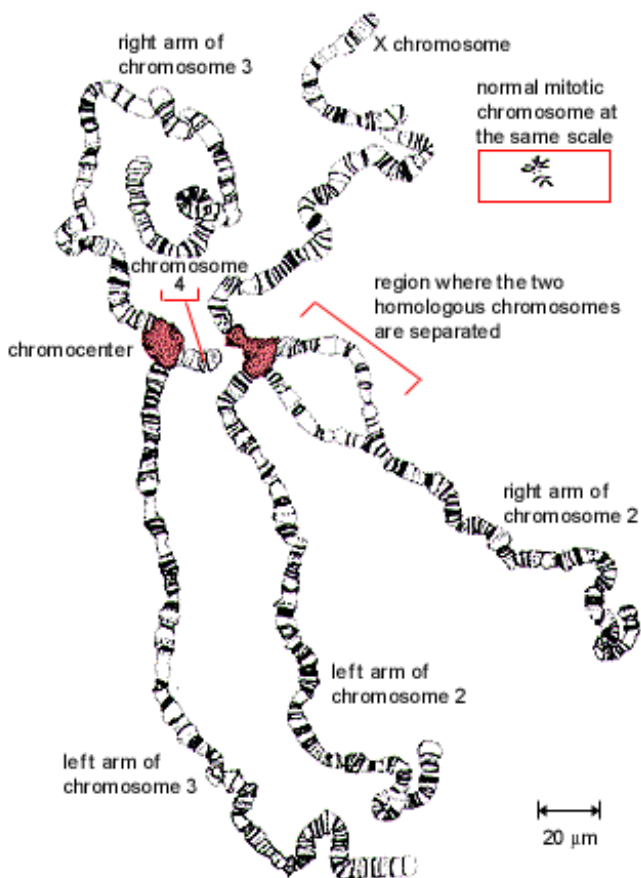 right arm of
chromosome 3
X chromosome
normal mitotic
chromosome at
the same scale
chromosome
4
region where the two
homologous chromosomes
are separated
chromocenter
right arm of
chromosome 2
left arm of
chromosome 2
left arm of
chromosome 3
20 μm